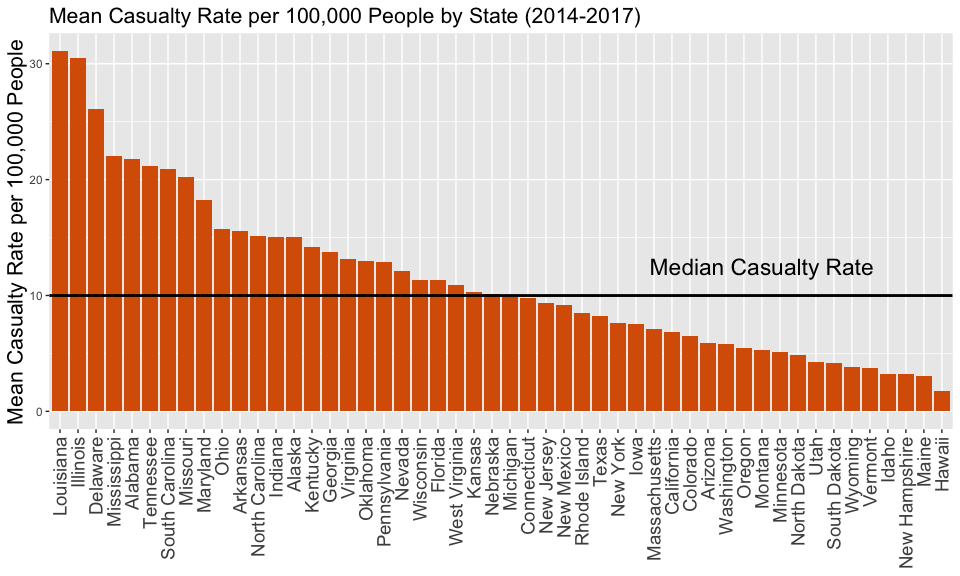 Mean Casualty Rate per 100,000 People by State (2014-2017)
Mean Casualty Rate per 100,000 People
30
20
10
0
Median Casualty Rate
Louisiana
Illinois
Delaware
Mississippi
Alabama
Tennessee
South Carolina
Missouri
Maryland
Ohio
Arkansas
North Carolina
Indiana
Alaska
Kentucky
Georgia
Virginia
Oklahoma
Pennsylvania
Nevada
Wisconsin
Florida
West Virginia
Kansas
Nebraska
Michigan
Connecticut
New Jersey
New Mexico
Rhode Island
Texas
New York
Iowa
Massachusetts
California
Colorado
Arizona
Washington
Oregon
Montana
Minnesota
North Dakota
Utah
South Dakota
Wyoming
Vermont
Idaho
New Hampshire
Maine
Hawaii